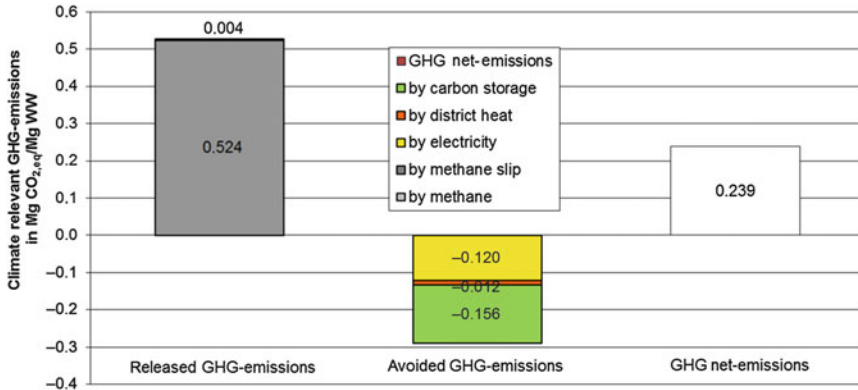 Climate relevant GHG-emissions
in Mg CO2,eq/Mg WW
0.6
0.5
0.4
0.3
0.2
0.1
0.0
–0.1
–0.2
–0.3
–0.4
0.004
0.524
GHG net-emissions
by carbon storage
by district heat
by electricity
by methane slip
by methane
–0.120
–0.012
–0.156
0.239
Released GHG-emissions
Avoided GHG-emissions
GHG net-emissions